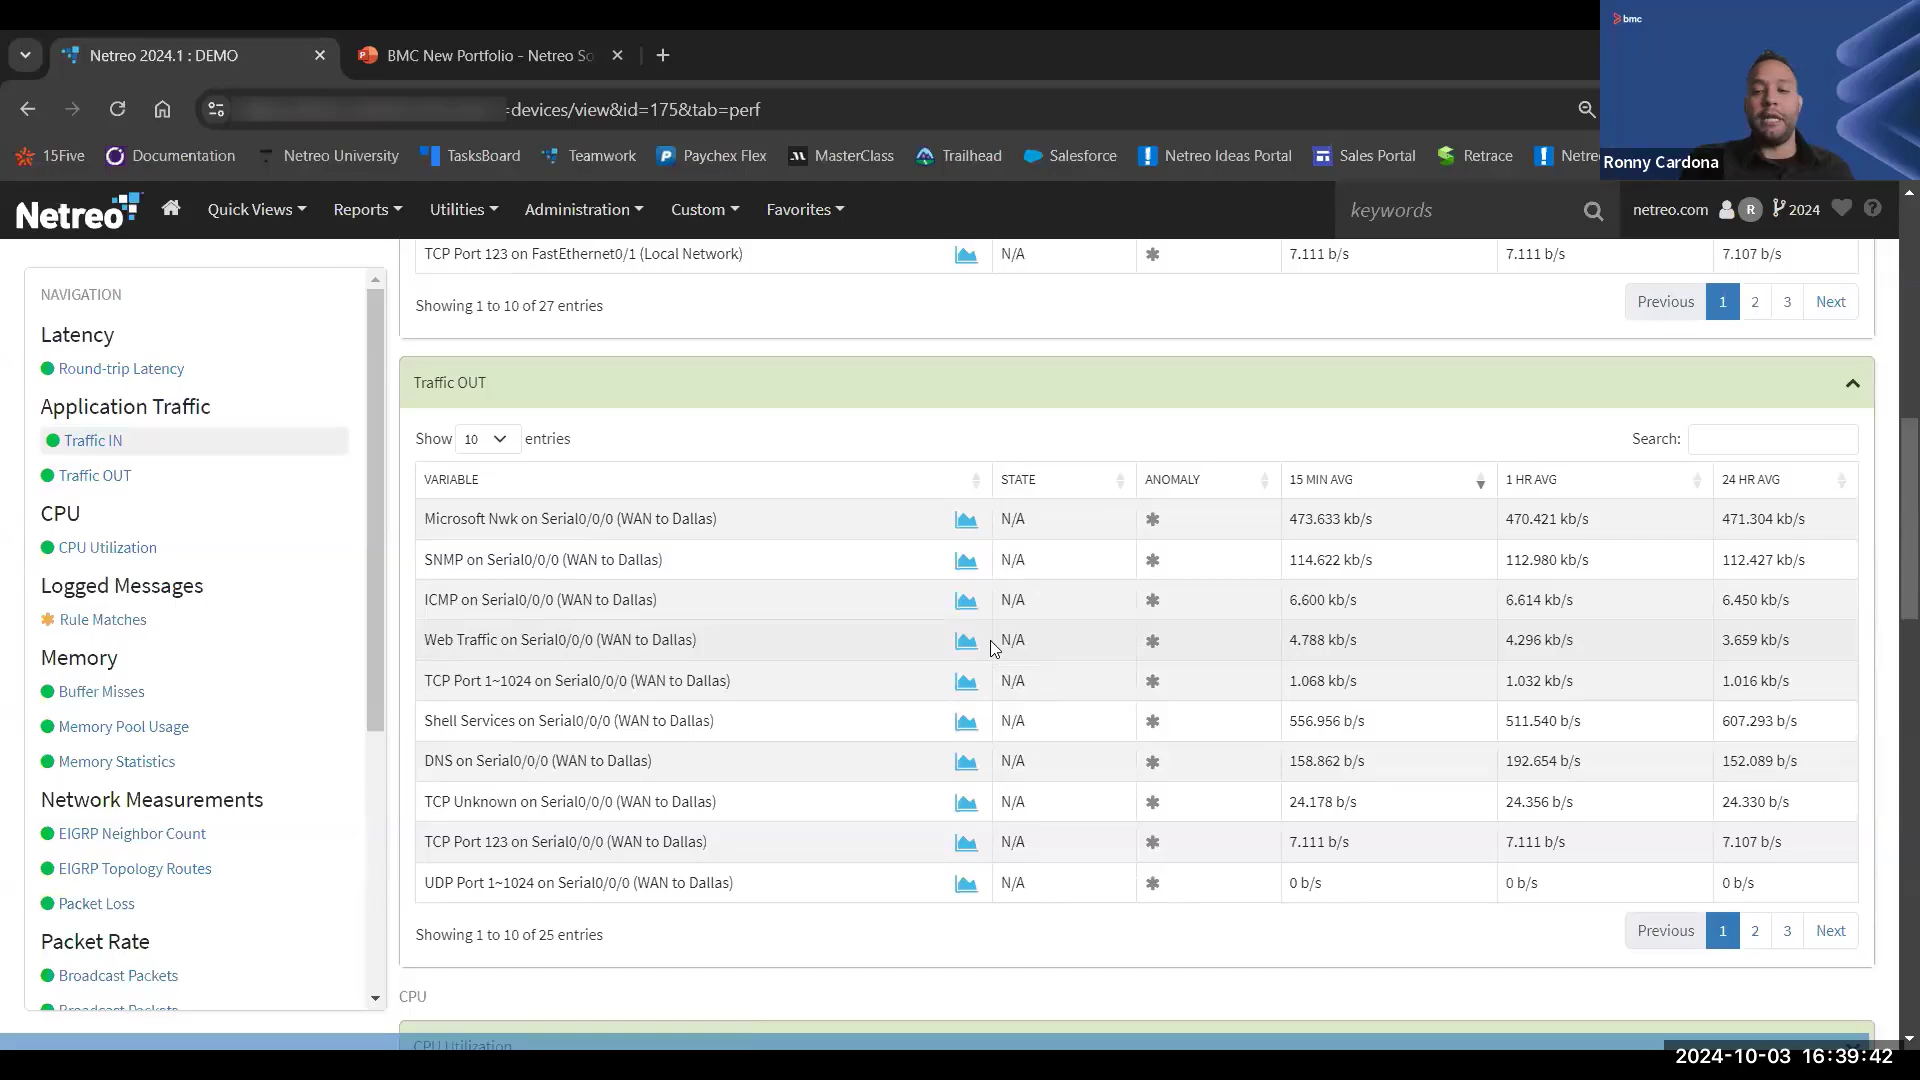 bmc
Netreo 2024.1 : DEMO
BMC New Portfolio - Netreo So
=devices/view&id=175&tab=perf
15Five
Documentation
Netreo University
TasksBoard
Teamwork
Paychex Flex
MasterClass
Trailhead
Salesforce
Netreo Ideas Portal
Sales Portal
Retrace
Netre
Ronny Cardona
Netreo
Quick Views
Reports
Utilities
Administration
Custom
Favorites
keywords
netreo.com R 2024
NAVIGATION
Latency
Round-trip Latency
Application Traffic
Traffic IN
Traffic OUT
CPU
CPU Utilization
Logged Messages
Rule Matches
Memory
Buffer Misses
Memory Pool Usage
Memory Statistics
Network Measurements
EIGRP Neighbor Count
EIGRP Topology Routes
Packet Loss
Packet Rate
Broadcast Packets
Broadcast Packets
TCP Port 123 on FastEthernet0/1 (Local Network) N/A 7.111 b/s 7.111 b/s 7.107 b/s
Showing 1 to 10 of 27 entries
Previous 1 2 3 Next
Traffic OUT
Show 10 entries
Search:
VARIABLE STATE ANOMALY 15 MIN AVG 1 HR AVG 24 HR AVG
Microsoft Nwk on Serial0/0/0 (WAN to Dallas) N/A 473.633 kb/s 470.421 kb/s 471.304 kb/s
SNMP on Serial0/0/0 (WAN to Dallas) N/A 114.622 kb/s 112.980 kb/s 112.427 kb/s
ICMP on Serial0/0/0 (WAN to Dallas) N/A 6.600 kb/s 6.614 kb/s 6.450 kb/s
Web Traffic on Serial0/0/0 (WAN to Dallas) N/A 4.788 kb/s 4.296 kb/s 3.659 kb/s
TCP Port 1~1024 on Serial0/0/0 (WAN to Dallas) N/A 1.068 kb/s 1.032 kb/s 1.016 kb/s
Shell Services on Serial0/0/0 (WAN to Dallas) N/A 556.956 b/s 511.540 b/s 607.293 b/s
DNS on Serial0/0/0 (WAN to Dallas) N/A 158.862 b/s 192.654 b/s 152.089 b/s
TCP Unknown on Serial0/0/0 (WAN to Dallas) N/A 24.178 b/s 24.356 b/s 24.330 b/s
TCP Port 123 on Serial0/0/0 (WAN to Dallas) N/A 7.111 b/s 7.111 b/s 7.107 b/s
UDP Port 1~1024 on Serial0/0/0 (WAN to Dallas) N/A 0 b/s 0 b/s 0 b/s
Showing 1 to 10 of 25 entries
Previous 1 2 3 Next
CPU
CPU Utilization
2024-10-03 16:39:42